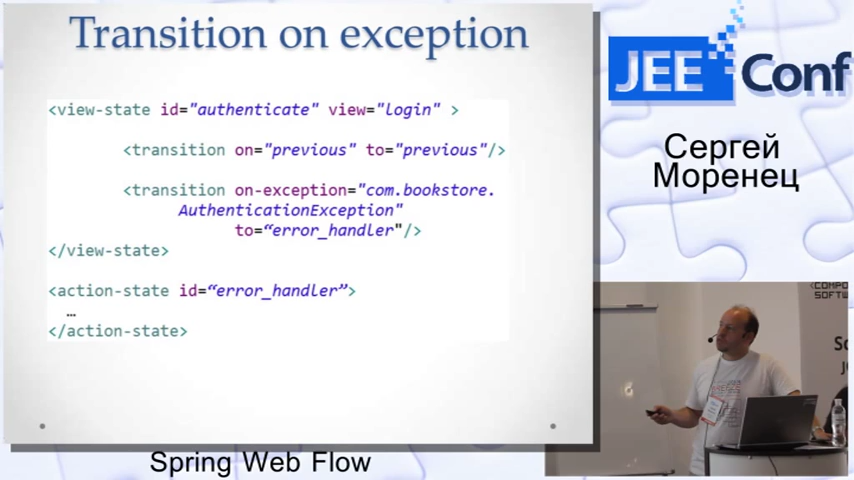 Transition on exception
<view-state id="authenticate" view="login" >
<transition on="previous" to="previous"/>
<transition on-exception="com.bookstore.
AuthenticationException"
to=“error_handler"/>
</view-state>
<action-state id=“error_handler”>
…
</action-state>
JEE Conf
Сергей
Моренец
Spring Web Flow